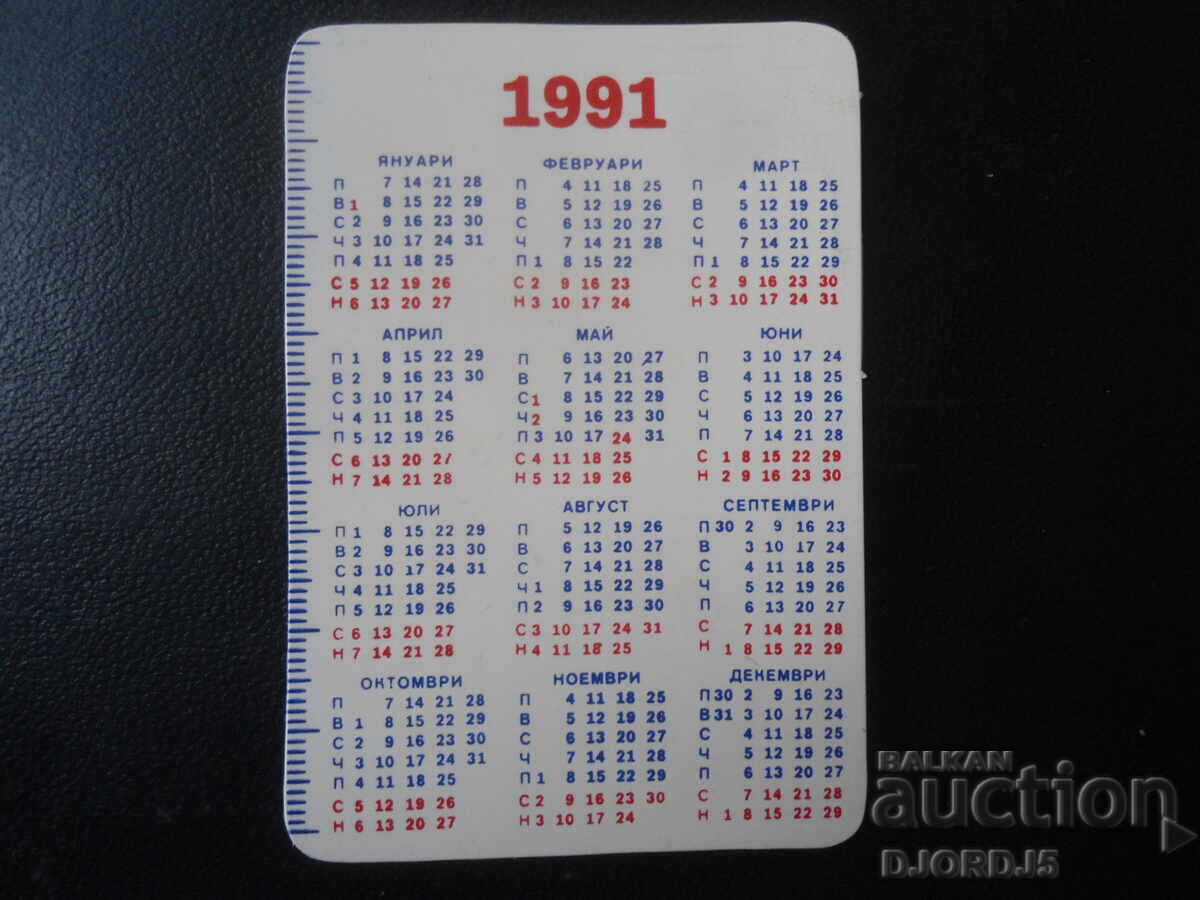 1991
ЯНУАРИ
П 7 14 21 28
В 1 8 15 22 29
С 2 9 16 23 30
Ч 3 10 17 24 31
П 4 11 18 25
С 5 12 19 26
Н 6 13 20 27
ФЕВРУАРИ
П 4 11 18 25
В 5 12 19 26
С 6 13 20 27
Ч 7 14 21 28
П 1 8 15 22
С 2 9 16 23
Н 3 10 17 24
МАРТ
П 4 11 18 25
В 5 12 19 26
С 6 13 20 27
Ч 7 14 21 28
П 1 8 15 22 29
С 2 9 16 23 30
Н 3 10 17 24 31
АПРИЛ
П 1 8 15 22 29
В 2 9 16 23 30
С 3 10 17 24
Ч 4 11 18 25
П 5 12 19 26
С 6 13 20 27
Н 7 14 21 28
МАЙ
П 6 13 20 27
В 7 14 21 28
С 1 8 15 22 29
Ч 2 9 16 23 30
П 3 10 17 24 31
С 4 11 18 25
Н 5 12 19 26
ЮНИ
П 3 10 17 24
В 4 11 18 25
С 5 12 19 26
Ч 6 13 20 27
П 7 14 21 28
С 1 8 15 22 29
Н 2 9 16 23 30
ЮЛИ
П 1 8 15 22 29
В 2 9 16 23 30
С 3 10 17 24 31
Ч 4 11 18 25
П 5 12 19 26
С 6 13 20 27
Н 7 14 21 28
АВГУСТ
П 5 12 19 26
В 6 13 20 27
С 7 14 21 28
Ч 1 8 15 22 29
П 2 9 16 23 30
С 3 10 17 24 31
Н 4 11 18 25
СЕПТЕМВРИ
П 30 2 9 16 23
В 3 10 17 24
С 4 11 18 25
Ч 5 12 19 26
П 6 13 20 27
С 7 14 21 28
Н 1 8 15 22 29
ОКТОМВРИ
П 7 14 21 28
В 1 8 15 22 29
С 2 9 16 23 30
Ч 3 10 17 24 31
П 4 11 18 25
С 5 12 19 26
Н 6 13 20 27
НОЕМВРИ
П 4 11 18 25
В 5 12 19 26
С 6 13 20 27
Ч 7 14 21 28
П 1 8 15 22 29
С 2 9 16 23 30
Н 3 10 17 24
ДЕКЕМВРИ
П 30 2 9 16 23
В 31 3 10 17 24
С 4 11 18 25
Ч 5 12 19 26
П 6 13 20 27
С 7 14 21 28
Н 1 8 15 22 29
BALKAN
auction
DJORDJ5